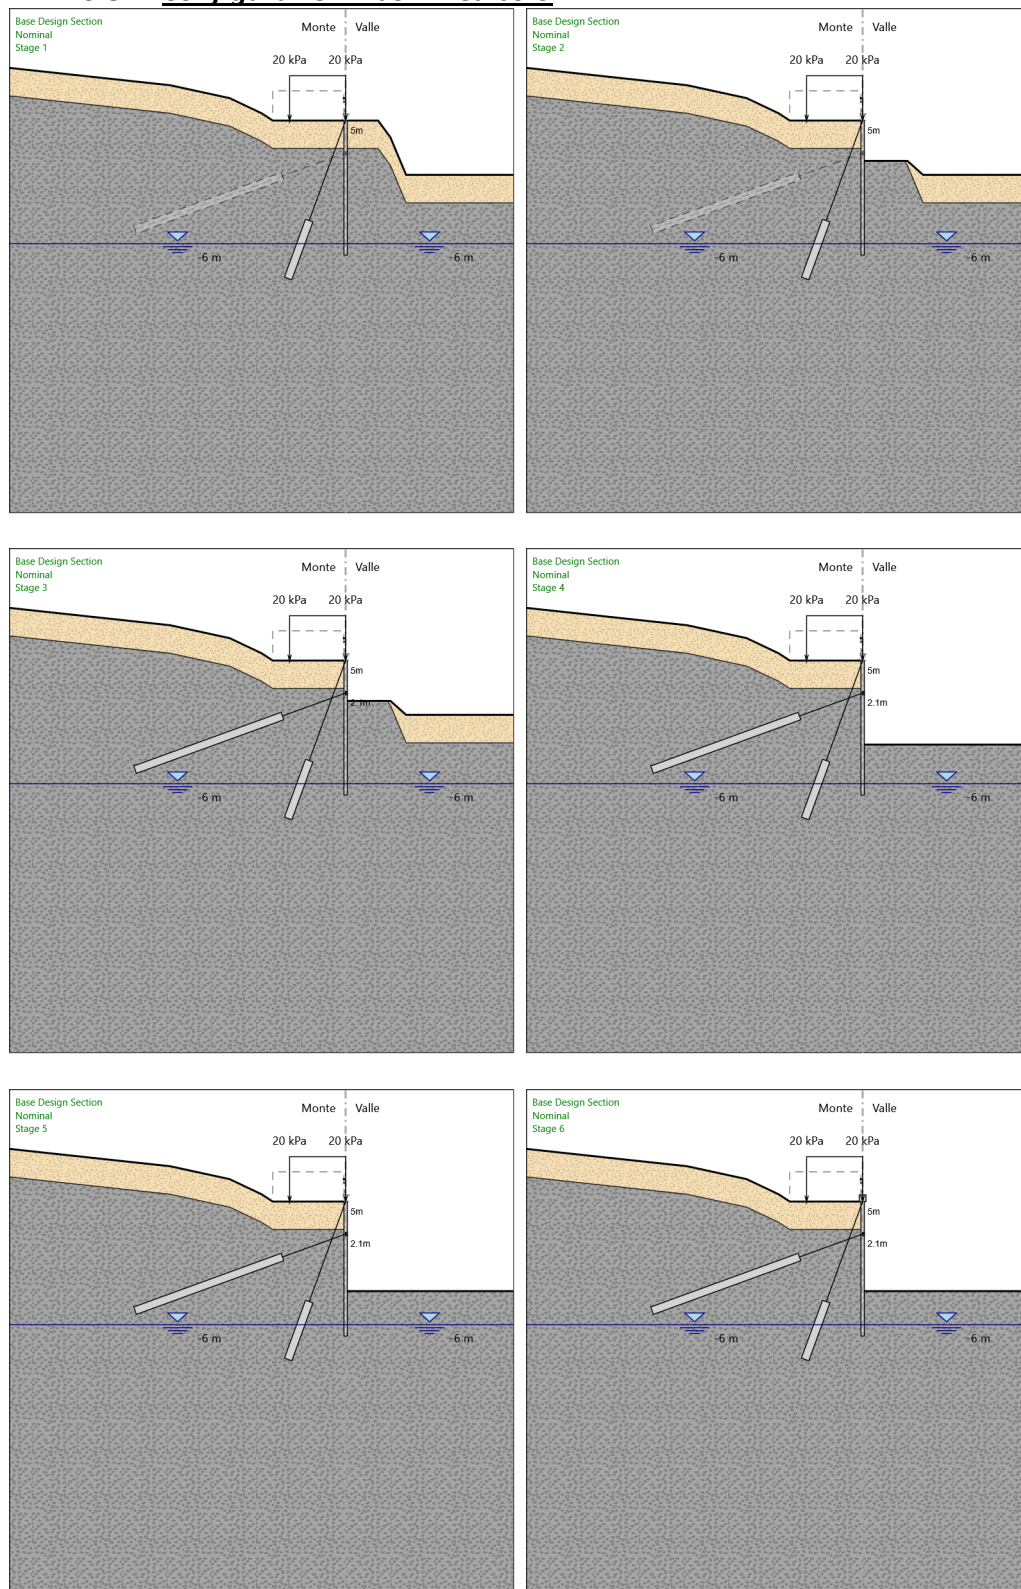 Base Design Section
Nominal
Stage 1
Monte Valle
20 kPa 20 kPa
5m
-6 m -6 m
Base Design Section
Nominal
Stage 2
Monte Valle
20 kPa 20 kPa
5m
-6 m -6 m
Base Design Section
Nominal
Stage 3
Monte Valle
20 kPa 20 kPa
5m
2.1m
-6 m -6 m
Base Design Section
Nominal
Stage 4
Monte Valle
20 kPa 20 kPa
5m
2.1m
-6 m -6 m
Base Design Section
Nominal
Stage 5
Monte Valle
20 kPa 20 kPa
5m
2.1m
-6 m -6 m
Base Design Section
Nominal
Stage 6
Monte Valle
20 kPa 20 kPa
5m
2.1m
-6 m -6 m